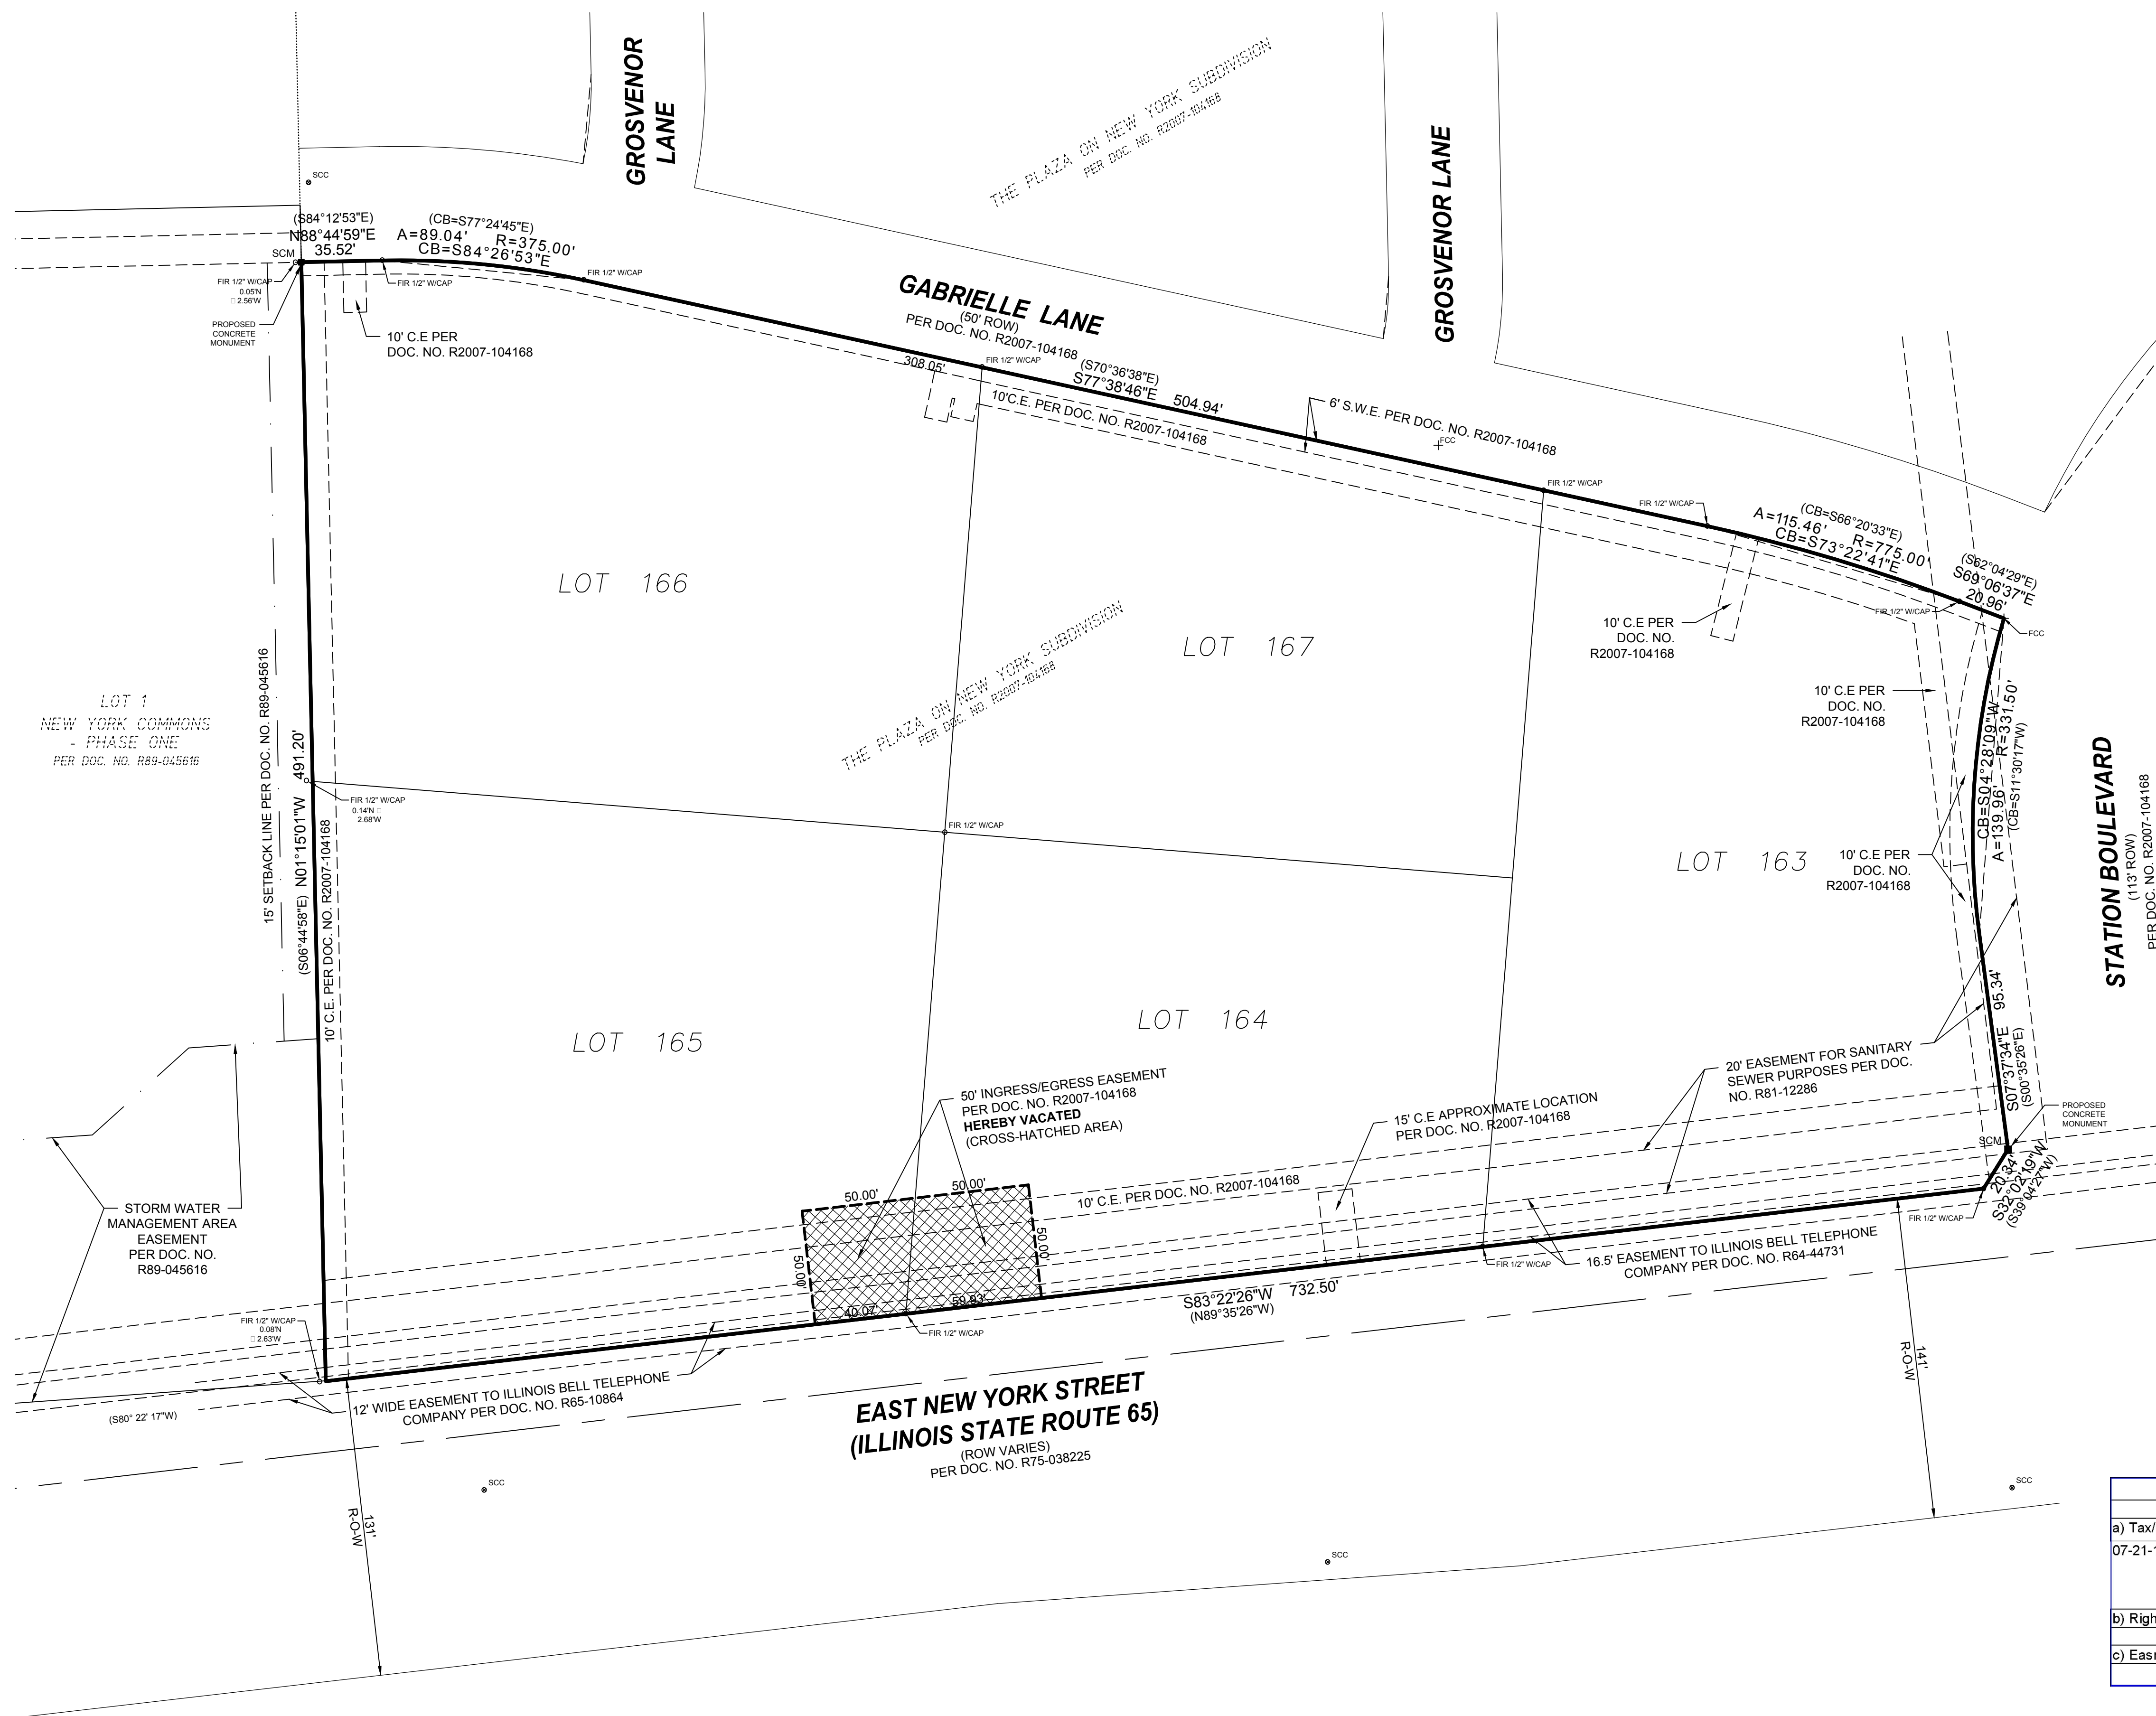 GROSVENOR
LANE
THE PLAZA ON NEW YORK SUBDIVISION
PER DOC. NO. R2007-104168
GROSVENOR LANE
SCC
(S84°12'53"E)
N88°44'59"E
35.52'
SCM
(CB=S77°24'45"E)
A=89.04' R=375.00'
CB=S84°26'53"E
FIR 1/2" W/CAP
0.05'N
2.56'W
FIR 1/2" W/CAP
FIR 1/2" W/CAP
PROPOSED
CONCRETE
MONUMENT
10' C.E PER
DOC. NO. R2007-104168
GABRIELLE LANE
(50' ROW)
PER DOC. NO. R2007-104168
308.05'
FIR 1/2" W/CAP
(S70°36'38"E)
S77°38'46"E 504.94'
10'C.E. PER DOC. NO. R2007-104168
6' S.W.E. PER DOC. NO. R2007-104168
FCC
FIR 1/2" W/CAP
FIR 1/2" W/CAP
(CB=S66°20'33"E)
A=115.46' R=775.00'
CB=S73°22'41"E
(S62°04'29"E)
S69°06'37"E
20.96'
FIR 1/2" W/CAP
FCC
LOT 166
LOT 167
10' C.E PER
DOC. NO.
R2007-104168
10' C.E PER
DOC. NO.
R2007-104168
THE PLAZA ON NEW YORK SUBDIVISION
PER DOC. NO. R2007-104168
LOT 1
NEW YORK COMMONS
- PHASE ONE
PER DOC. NO. R89-045616
15' SETBACK LINE PER DOC. NO. R89-045616
(S06°44'58"E) N01°15'01"W 491.20'
10' C.E. PER DOC. NO. R2007-104168
FIR 1/2" W/CAP
0.14'N
2.68'W
FIR 1/2" W/CAP
CB=S04°28'09"W
A=139.96' R=331.50'
(CB=S11°30'17"W)
STATION BOULEVARD
(113' ROW)
PER DOC. NO. R2007-104168
LOT 163
10' C.E PER
DOC. NO.
R2007-104168
LOT 165
LOT 164
S07°37'34"E 95.34'
(S00°35'26"E)
20' EASEMENT FOR SANITARY
SEWER PURPOSES PER DOC.
NO. R81-12286
50' INGRESS/EGRESS EASEMENT
PER DOC. NO. R2007-104168
HEREBY VACATED
(CROSS-HATCHED AREA)
15' C.E APPROXIMATE LOCATION
PER DOC. NO. R2007-104168
PROPOSED
CONCRETE
MONUMENT
SCM
20.34'
S32°02'19"W
(S39°04'27"W)
STORM WATER
MANAGEMENT AREA
EASEMENT
PER DOC. NO.
R89-045616
50.00'
50.00'
50.00'
50.00'
40.07'
59.93'
10' C.E. PER DOC. NO. R2007-104168
FIR 1/2" W/CAP
FIR 1/2" W/CAP
16.5' EASEMENT TO ILLINOIS BELL TELEPHONE
COMPANY PER DOC. NO. R64-44731
S83°22'26"W 732.50'
(N89°35'26"W)
FIR 1/2" W/CAP
FIR 1/2" W/CAP
0.08'N
2.63'W
12' WIDE EASEMENT TO ILLINOIS BELL TELEPHONE
COMPANY PER DOC. NO. R65-10864
(S80° 22' 17"W)
EAST NEW YORK STREET
(ILLINOIS STATE ROUTE 65)
(ROW VARIES)
PER DOC. NO. R75-038225
141'
R-O-W
131'
R-O-W
SCC
SCC
SCC
a) Tax/
07-21-
b) Righ
c) Eas